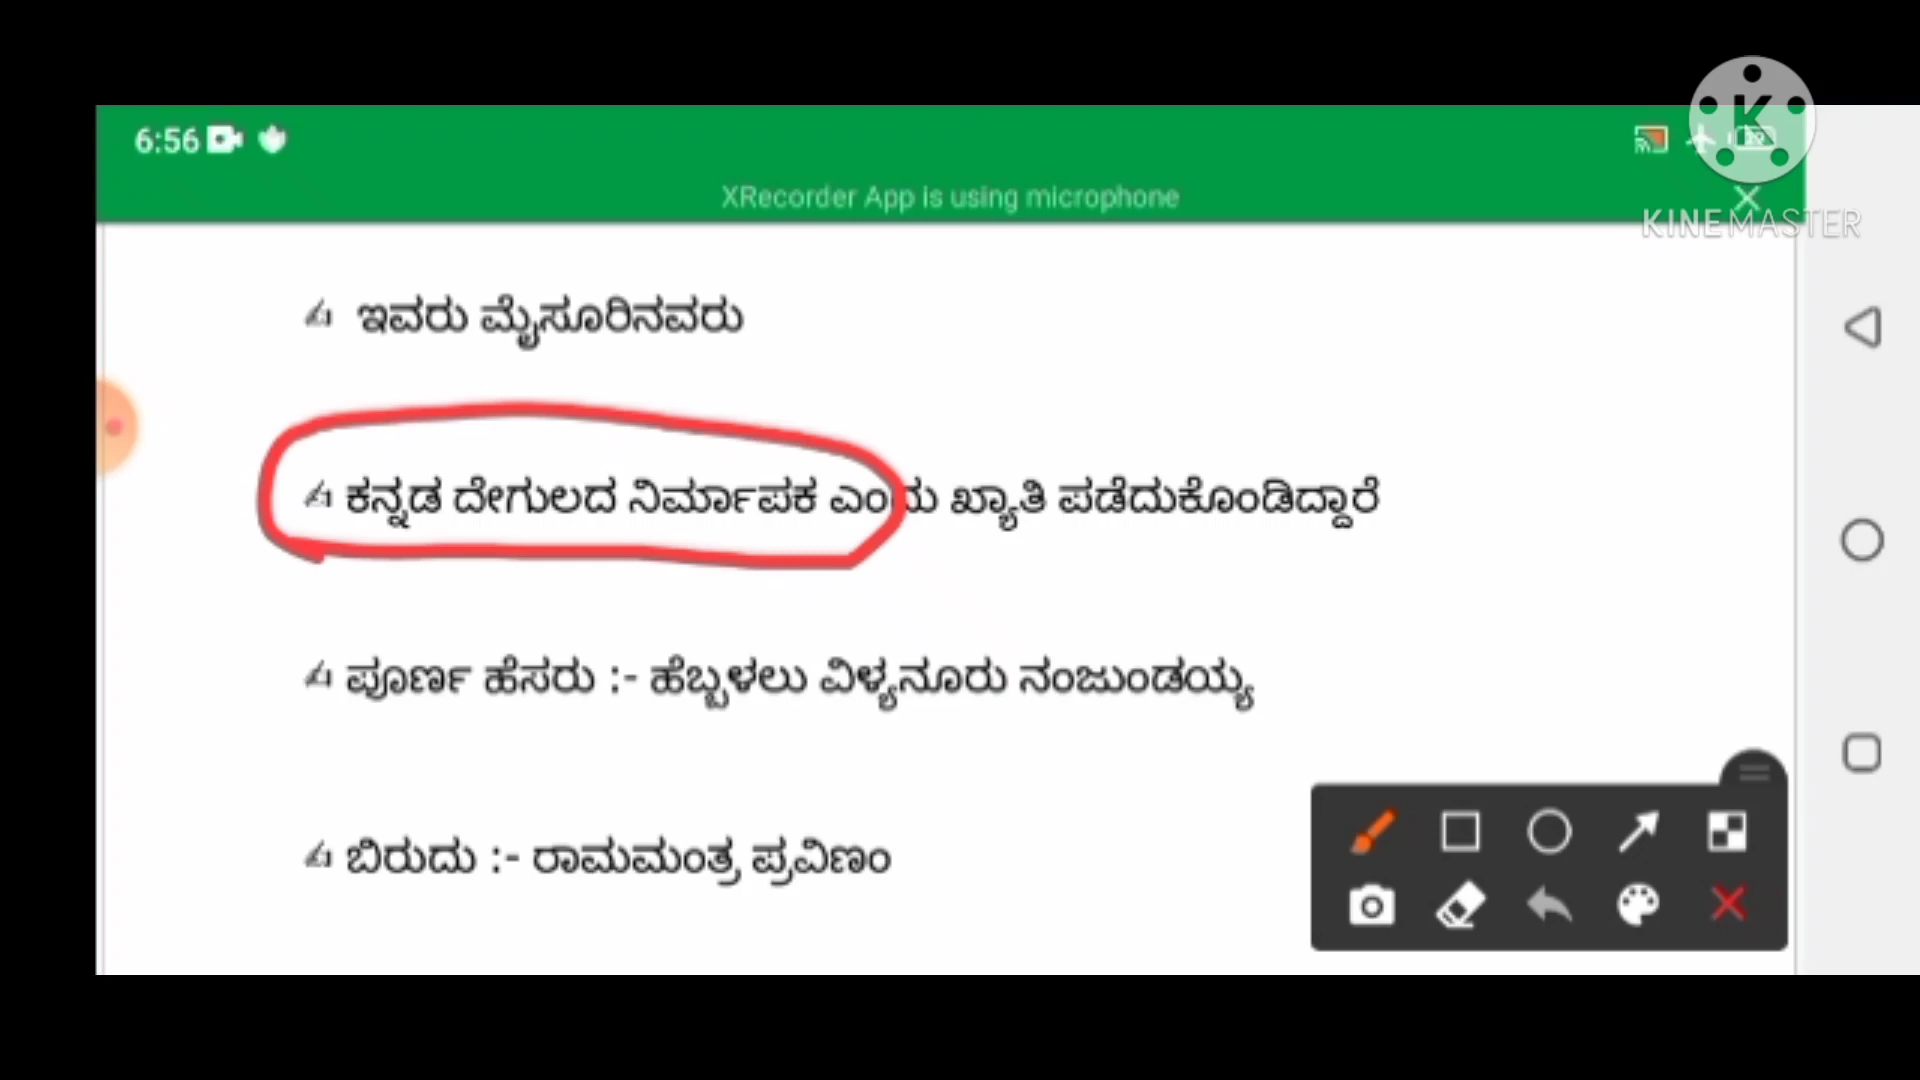 6:56
XRecorder App is using microphone
KINEMASTER
ಇವರು ಮೈಸೂರಿನವರು
ಕನ್ನಡ ದೇಗುಲದ ನಿರ್ಮಾಪಕ ಎಂದು ಖ್ಯಾತಿ ಪಡೆದುಕೊಂಡಿದ್ದಾರೆ
ಪೂರ್ಣ ಹೆಸರು :- ಹೆಬ್ಬಳಲು ವಿಳ್ಯನೂರು ನಂಜುಂಡಯ್ಯ
ಬಿರುದು :- ರಾಮಮಂತ್ರ ಪ್ರವಿಣಂ